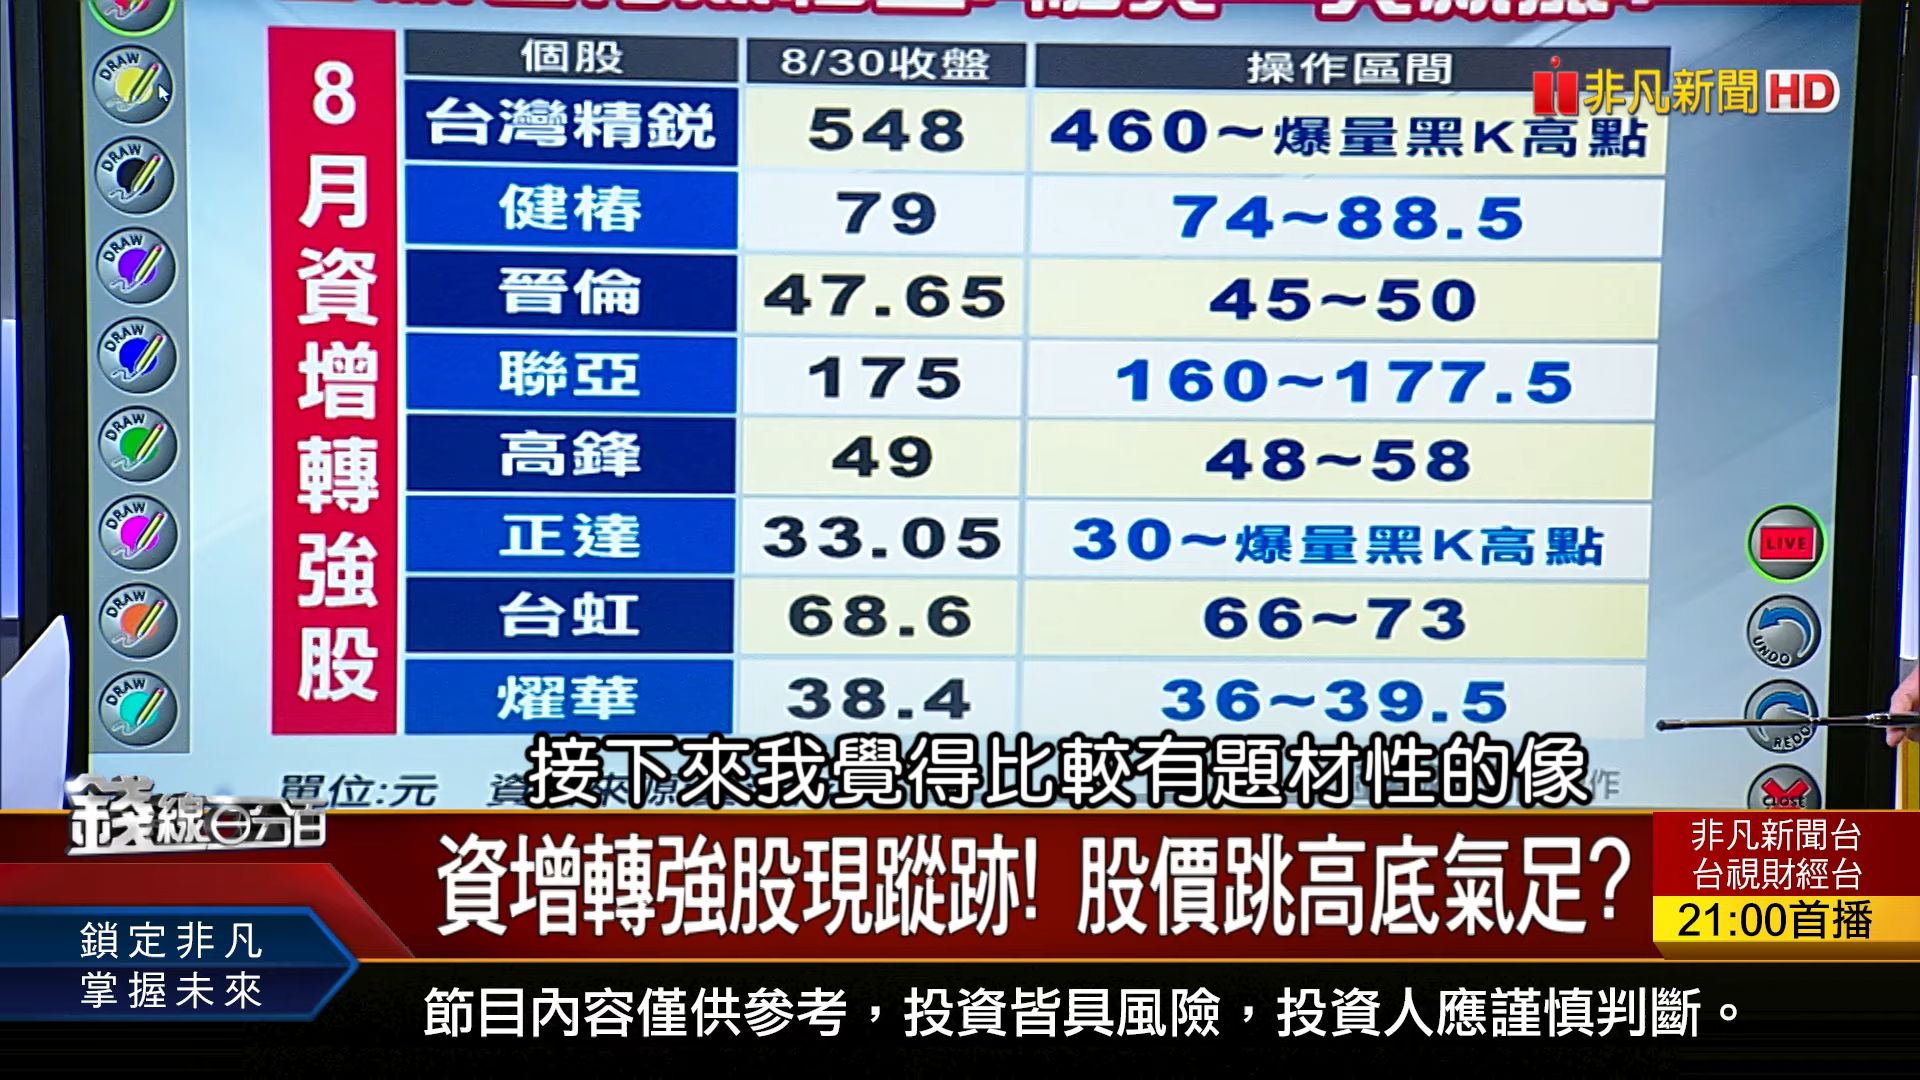 個股 8/30收盤 操作區間
8月資增轉強股
台灣精銳 548 460~爆量黑K高點
健椿 79 74~88.5
晉倫 47.65 45~50
聯亞 175 160~177.5
高鋒 49 48~58
正達 33.05 30~爆量黑K高點
台虹 68.6 66~73
燿華 38.4 36~39.5
非凡新聞HD
DRAW
DRAW
DRAW
DRAW
DRAW
DRAW
DRAW
DRAW
LIVE
UNDO
REDO
CLOSE
單位:元
接下來我覺得比較有題材性的像
錢線百分百
資增轉強股現蹤跡! 股價跳高底氣足?
非凡新聞台
台視財經台
21:00首播
鎖定非凡
掌握未來
節目內容僅供參考，投資皆具風險，投資人應謹慎判斷。